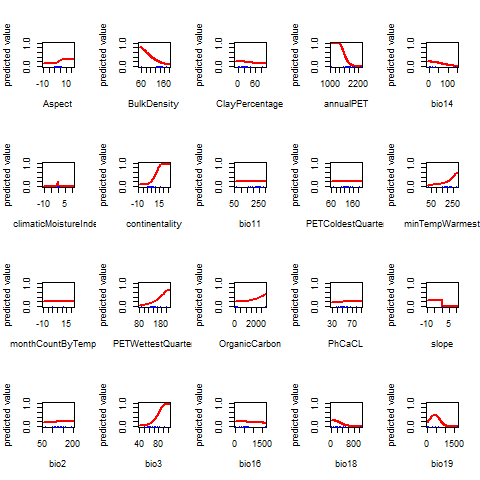 predicted value
0.0 1.0
-10 10
Aspect
predicted value
0.0 1.0
60 160
BulkDensity
predicted value
0.0 1.0
0 60
ClayPercentage
predicted value
0.0 1.0
1000 2200
annualPET
predicted value
0.0 1.0
0 100
bio14
predicted value
0.0 1.0
-10 5
climaticMoistureInde
predicted value
0.0 1.0
-10 15
continentality
predicted value
0.0 1.0
50 250
bio11
predicted value
0.0 1.0
60 160
PETColdestQuarte
predicted value
0.0 1.0
50 250
minTempWarmest
predicted value
0.0 1.0
-10 15
monthCountByTemp
predicted value
0.0 1.0
80 180
PETWettestQuarte
predicted value
0.0 1.0
0 2000
OrganicCarbon
predicted value
0.0 1.0
30 70
PhCaCL
predicted value
0.0 1.0
-10 5
slope
predicted value
0.0 1.0
50 200
bio2
predicted value
0.0 1.0
40 80
bio3
predicted value
0.0 1.0
0 1500
bio16
predicted value
0.0 1.0
0 800
bio18
predicted value
0.0 1.0
0 1500
bio19